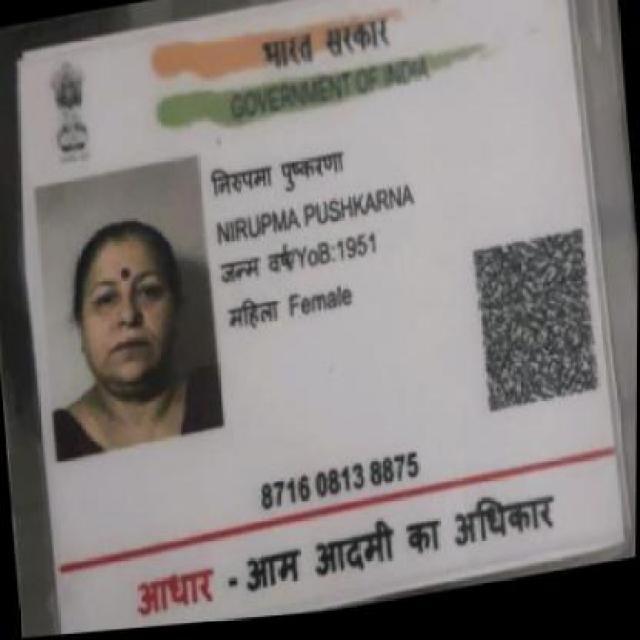 भारत सरकार
GOVERNMENT OF INDIA
निरुपमा पुष्करणा
NIRUPMA PUSHKARNA
जन्म वर्ष/YoB:1951
महिला Female
8716 0813 8875
आधार - आम आदमी का अधिकार